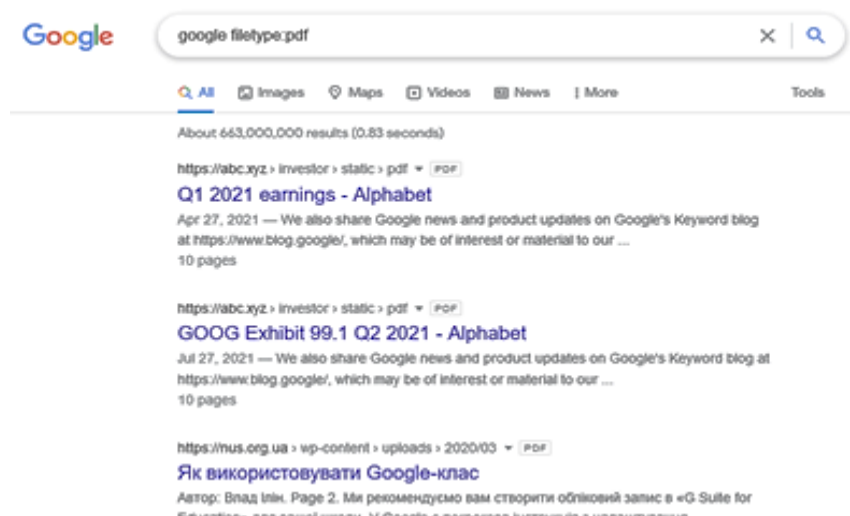 Google
google filetype:pdf
All Images Maps Videos News More Tools
About 663,000,000 results (0.83 seconds)
https://abc.xyz › investor › static › pdf PDF
Q1 2021 earnings - Alphabet
Apr 27, 2021 — We also share Google news and product updates on Google's Keyword blog
at https://www.blog.google/, which may be of interest or material to our ...
10 pages
https://abc.xyz › investor › static › pdf PDF
GOOG Exhibit 99.1 Q2 2021 - Alphabet
Jul 27, 2021 — We also share Google news and product updates on Google's Keyword blog at
https://www.blog.google/, which may be of interest or material to our ...
10 pages
https://nus.org.ua › wp-content › uploads › 2020/03 PDF
Як використовувати Google-клас
Автор: Влад Ілін. Page 2. Ми рекомендуємо вам створити обліковий запис в «G Suite for